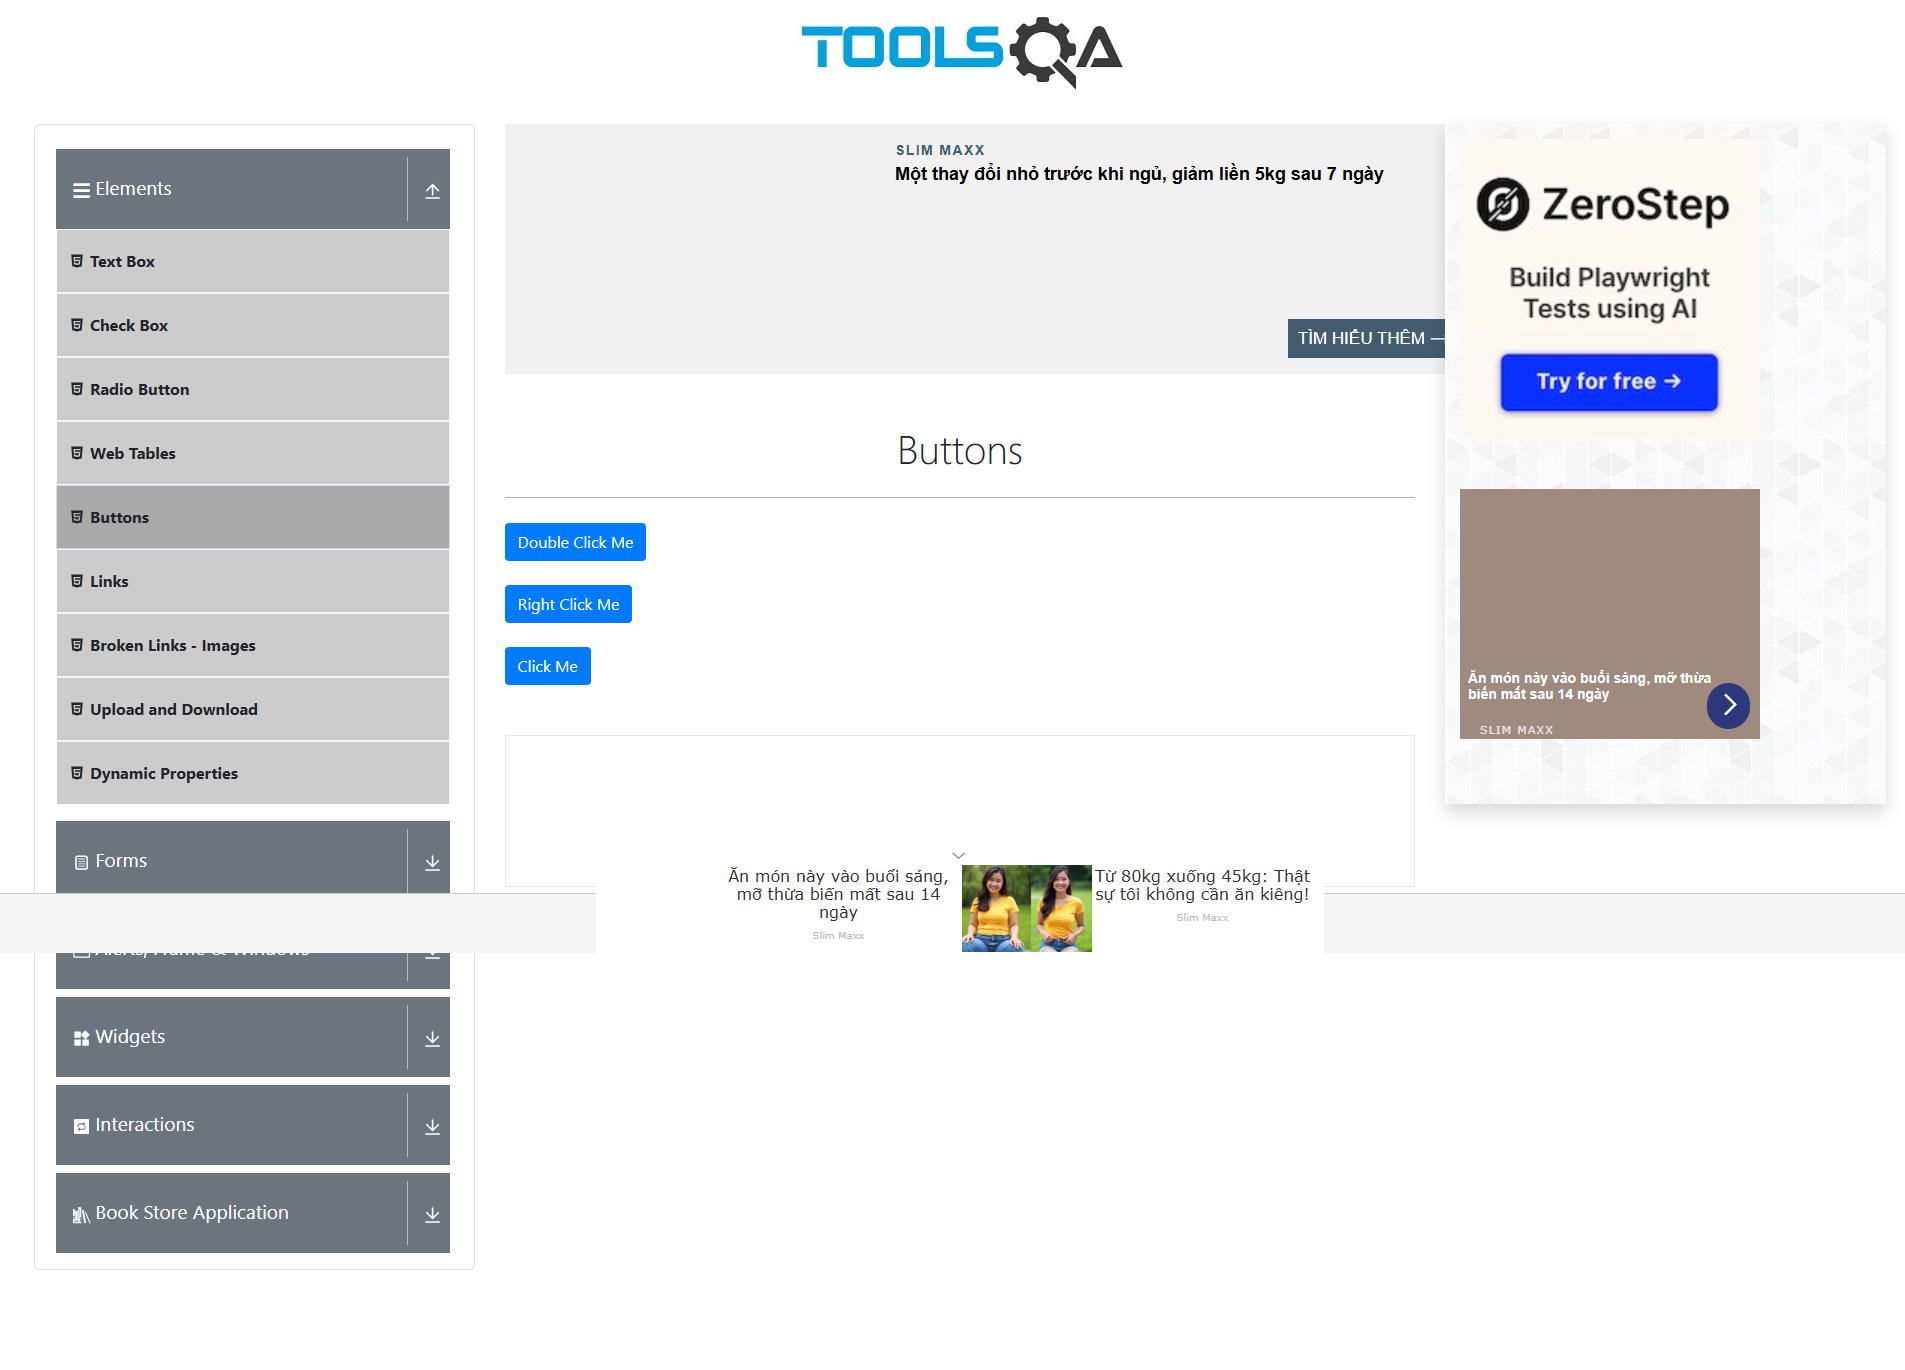 TOOLSQA
Elements
Text Box
Check Box
Radio Button
Web Tables
Buttons
Links
Broken Links - Images
Upload and Download
Dynamic Properties
Forms
Alerts, Frame & Windows
Widgets
Interactions
Book Store Application
SLIM MAXX
Một thay đổi nhỏ trước khi ngủ, giảm liền 5kg sau 7 ngày
TÌM HIỂU THÊM
Buttons
Double Click Me
Right Click Me
Click Me
ZeroStep
Build Playwright
Tests using AI
Try for free →
Ăn món này vào buổi sáng, mỡ thừa
biến mất sau 14 ngày
SLIM MAXX
Ăn món này vào buổi sáng,
mỡ thừa biến mất sau 14
ngày
Slim Maxx
Từ 80kg xuống 45kg: Thật
sự tôi không cần ăn kiêng!
Slim Maxx